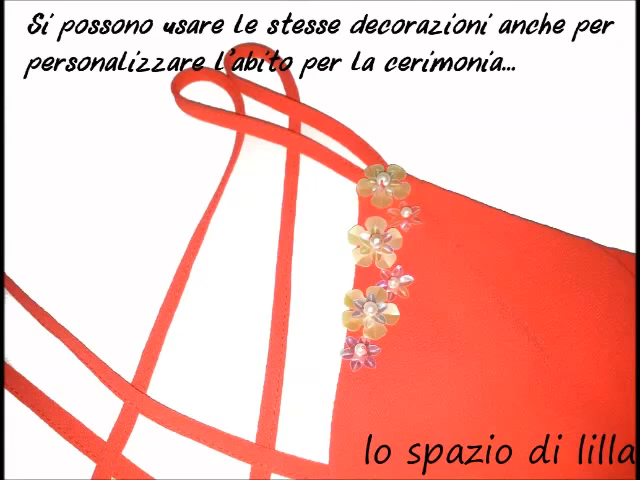 Si possono usare le stesse decorazioni anche per
personalizzare l'abito per la cerimonia...
lo spazio di lilla